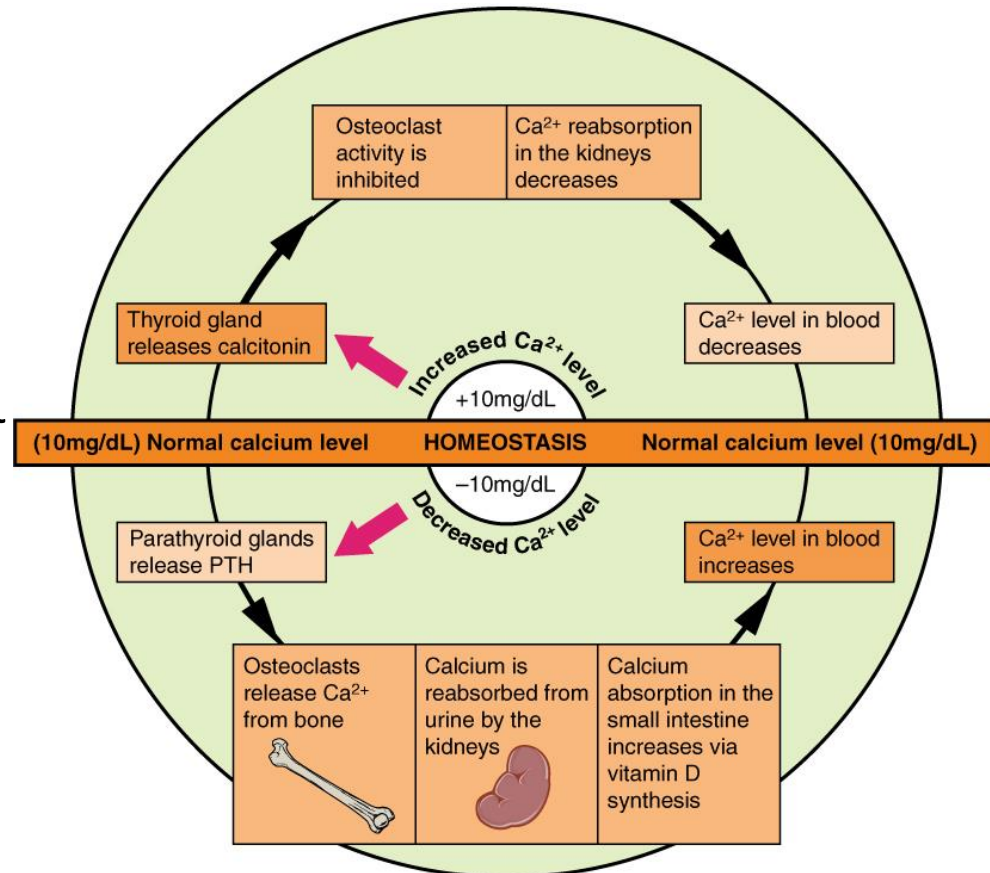 Osteoclast
activity is
inhibited
Ca²⁺ reabsorption
in the kidneys
decreases
Thyroid gland
releases calcitonin
Increased Ca²⁺ level
+10mg/dL
Ca²⁺ level in blood
decreases
(10mg/dL) Normal calcium level HOMEOSTASIS Normal calcium level (10mg/dL)
–10mg/dL
Decreased Ca²⁺ level
Parathyroid glands
release PTH
Ca²⁺ level in blood
increases
Osteoclasts
release Ca²⁺
from bone
Calcium is
reabsorbed from
urine by the
kidneys
Calcium
absorption in the
small intestine
increases via
vitamin D
synthesis